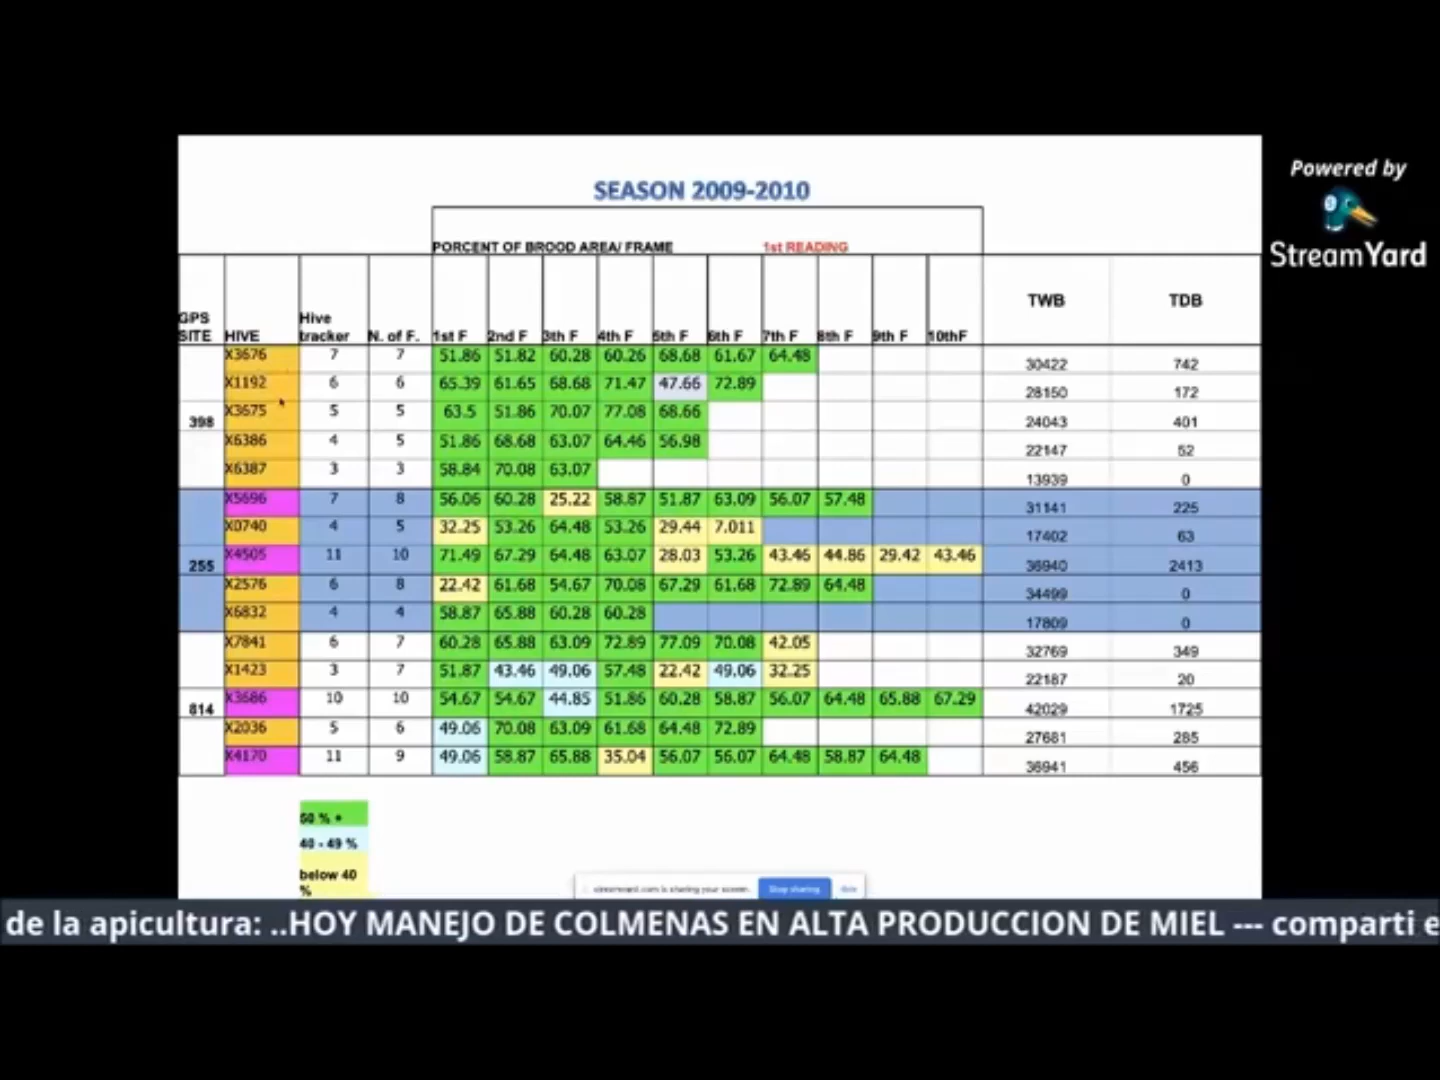 Powered by
StreamYard
SEASON 2009-2010
PORCENT OF BROOD AREA/ FRAME 1st READING
GPS SITE HIVE Hive tracker N. of F. 1st F 2nd F 3th F 4th F 5th F 6th F 7th F 8th F 9th F 10thF TWB TDB
X3676 7 7 51.86 51.82 60.28 60.26 68.68 61.67 64.48 30422 742
X1192 6 6 65.39 61.65 68.68 71.47 47.66 72.89 28150 172
398 X3675 5 5 63.5 51.86 70.07 77.08 68.66 24043 401
X6386 4 5 51.86 68.68 63.07 64.46 56.98 22147 52
X6387 3 3 58.84 70.08 63.07 13939 0
X5696 7 8 56.06 60.28 25.22 58.87 51.87 63.09 56.07 57.48 31141 225
X0740 4 5 32.25 53.26 64.48 53.26 29.44 7.011 17402 63
255 X4505 11 10 71.49 67.29 64.48 63.07 28.03 53.26 43.46 44.86 29.42 43.46 36940 2413
X2576 6 8 22.42 61.68 54.67 70.08 67.29 61.68 72.89 64.48 34499 0
X6832 4 4 58.87 65.88 60.28 60.28 17809 0
X7841 6 7 60.28 65.88 63.09 72.89 77.09 70.08 42.05 32769 349
X1423 3 7 51.87 43.46 49.06 57.48 22.42 49.06 32.25 22187 20
814 X3686 10 10 54.67 54.67 44.85 51.86 60.28 58.87 56.07 64.48 65.88 67.29 42029 1725
X2036 5 6 49.06 70.08 63.09 61.68 64.48 72.89 27681 285
X4170 11 9 49.06 58.87 65.88 35.04 56.07 56.07 64.48 58.87 64.48 36941 456
50 % +
40 - 49 %
below 40
%
streamyard.com is sharing your screen. Stop sharing Hide
de la apicultura: ..HOY MANEJO DE COLMENAS EN ALTA PRODUCCION DE MIEL --- comparti e